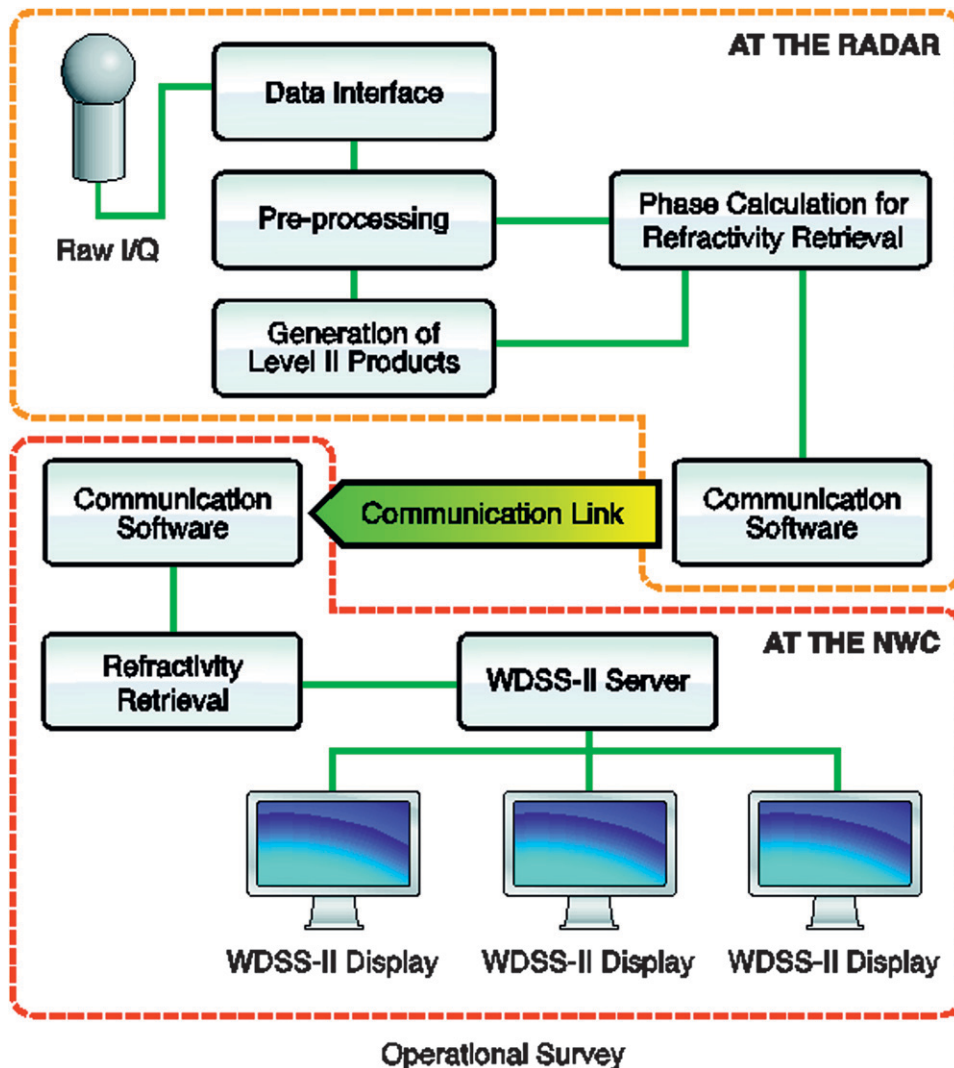 AT THE RADAR
Data Interface
Raw I/Q
Pre-processing
Phase Calculation for
Refractivity Retrieval
Generation of
Level II Products
Communication
Software
Communication Link
Communication
Software
AT THE NWC
Refractivity
Retrieval
WDSS-II Server
WDSS-II Display
WDSS-II Display
WDSS-II Display
Operational Survey